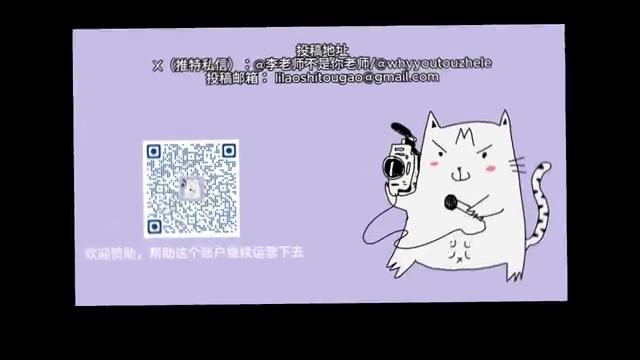 投稿地址
X（推特私信）：@李老师不是你老师/@whyyoutouzhele
投稿邮箱： lilaoshitougao@gmail.com
欢迎赞助，帮助这个账户继续运营下去